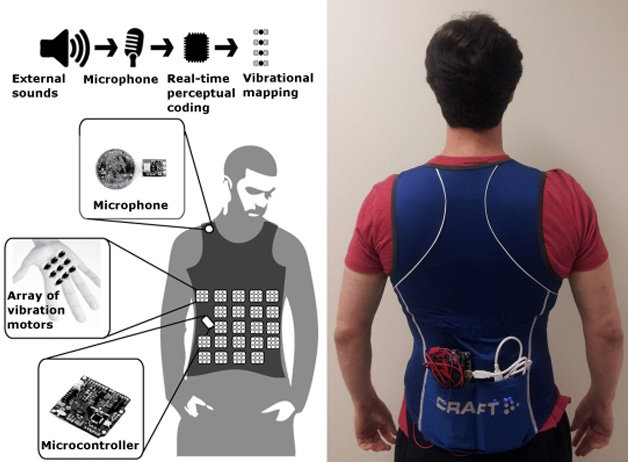 External
sounds
Microphone
Real-time
perceptual
coding
Vibrational
mapping
Microphone
Array of
vibration
motors
Microcontroller
CRAFT